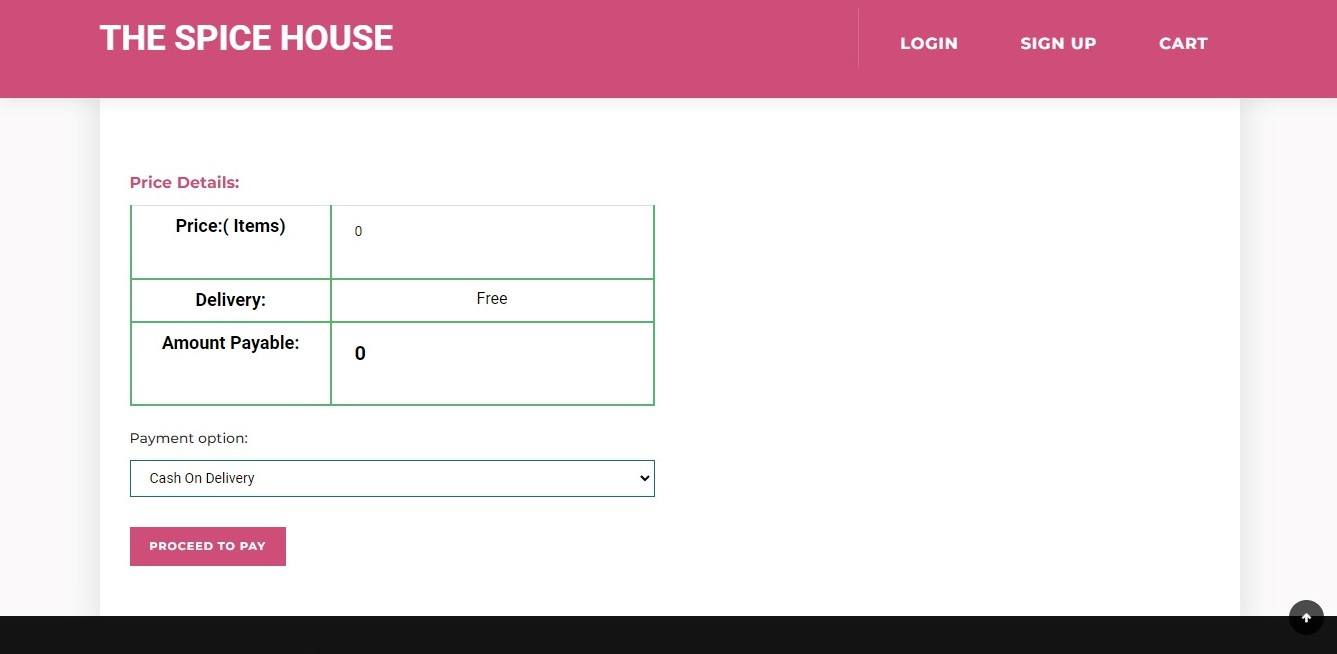 THE SPICE HOUSE
LOGIN SIGN UP CART
Price Details:
Price:( Items) 0
Delivery: Free
Amount Payable: 0
Payment option:
Cash On Delivery
PROCEED TO PAY